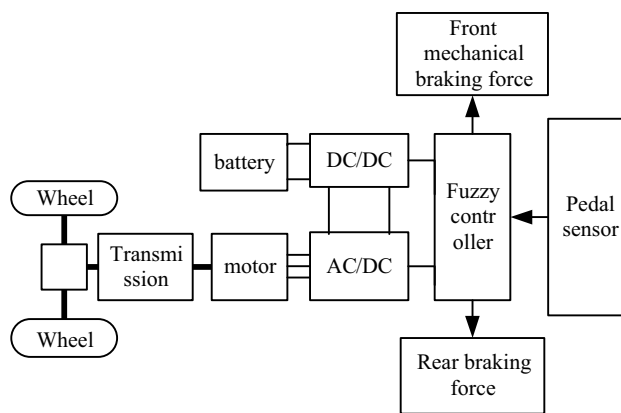 Front
mechanical
braking force
battery
DC/DC
Fuzzy
contr
oller
Pedal
sensor
Wheel
Transmi
ssion
motor
AC/DC
Wheel
Rear braking
force